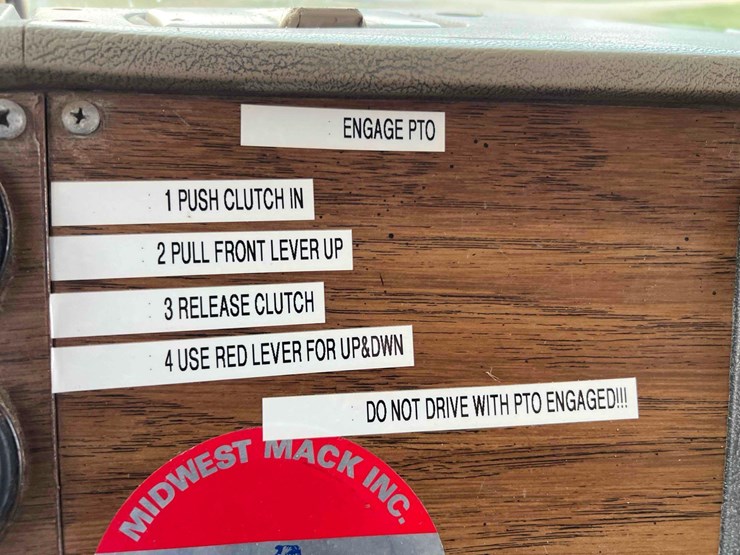 ENGAGE PTO
1 PUSH CLUTCH IN
2 PULL FRONT LEVER UP
3 RELEASE CLUTCH
4 USE RED LEVER FOR UP&DWN
DO NOT DRIVE WITH PTO ENGAGED!!!
MIDWEST MACK INC.